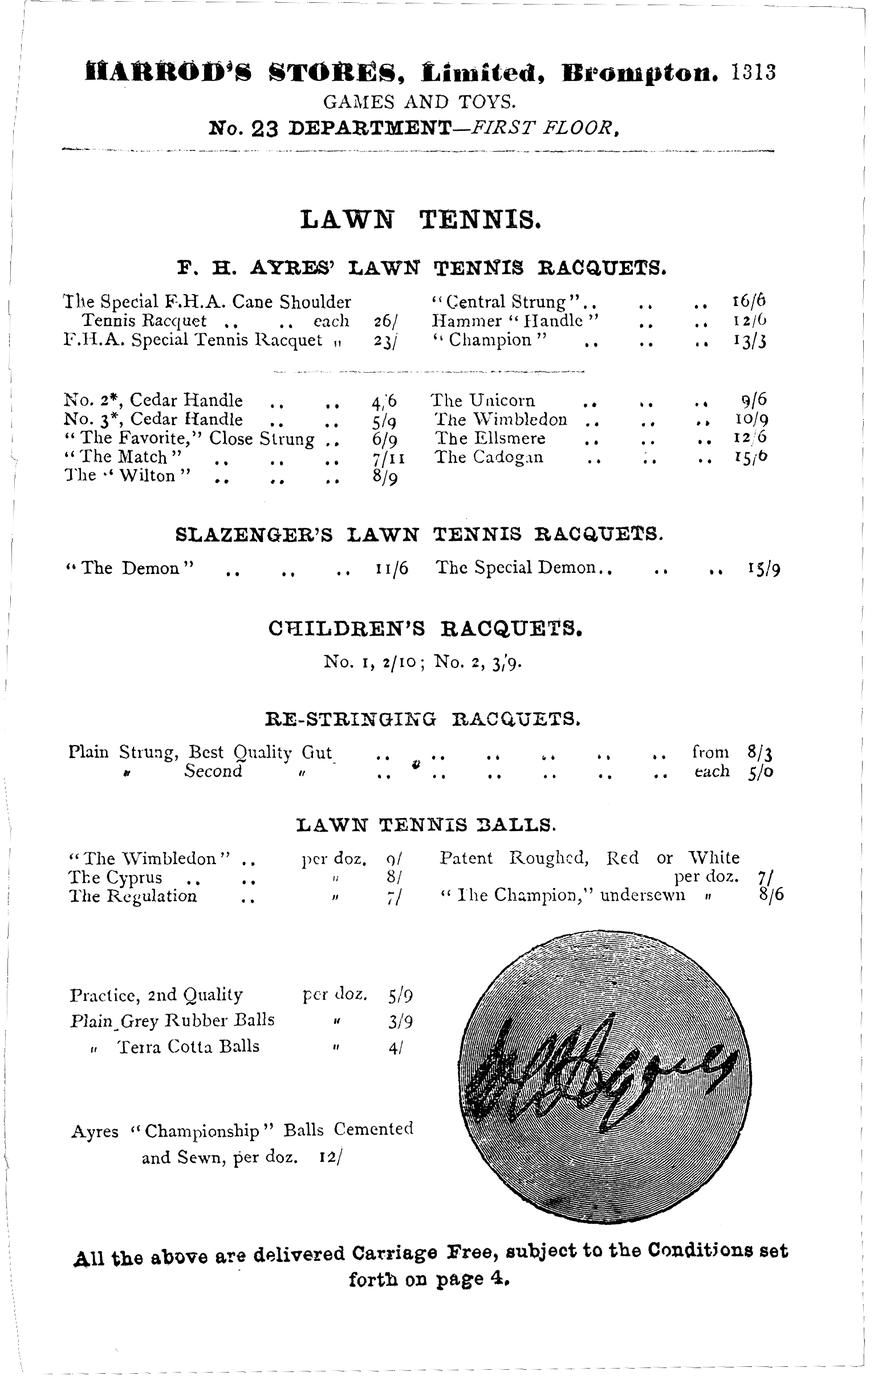 HARROD'S STORES, Limited, Brompton. 1313
GAMES AND TOYS.
No. 23 DEPARTMENT—FIRST FLOOR.
LAWN TENNIS.
F. H. AYRES' LAWN TENNIS RACQUETS.
The Special F.H.A. Cane Shoulder
Tennis Racquet .. .. each 26/
F.H.A. Special Tennis Racquet „ 23/
"Central Strung" .. .. .. 16/6
Hammer "Handle" .. .. 12/6
"Champion" .. .. .. 13/3
No. 2*, Cedar Handle .. .. 4/6
No. 3*, Cedar Handle .. .. 5/9
"The Favorite," Close Strung .. 6/9
"The Match" .. .. .. 7/11
The "Wilton" .. .. .. 8/9
The Unicorn .. .. .. 9/6
The Wimbledon .. .. .. 10/9
The Ellsmere .. .. .. 12/6
The Cadogan .. .. .. 15/6
SLAZENGER'S LAWN TENNIS RACQUETS.
"The Demon" .. .. .. 11/6 The Special Demon .. .. .. 15/9
CHILDREN'S RACQUETS.
No. 1, 2/10; No. 2, 3/9.
RE-STRINGING RACQUETS.
Plain Strung, Best Quality Gut .. .. .. .. .. .. from 8/3
„ Second „ .. .. .. .. .. .. each 5/0
LAWN TENNIS BALLS.
"The Wimbledon" .. per doz. 9/
The Cyprus .. .. „ 8/
The Regulation .. „ 7/
Patent Roughed, Red or White
per doz. 7/
"The Champion," undersewn „ 8/6
Practice, 2nd Quality per doz. 5/9
Plain Grey Rubber Balls „ 3/9
„ Terra Cotta Balls „ 4/
Ayres "Championship" Balls Cemented
and Sewn, per doz. 12/
All the above are delivered Carriage Free, subject to the Conditions set
forth on page 4.